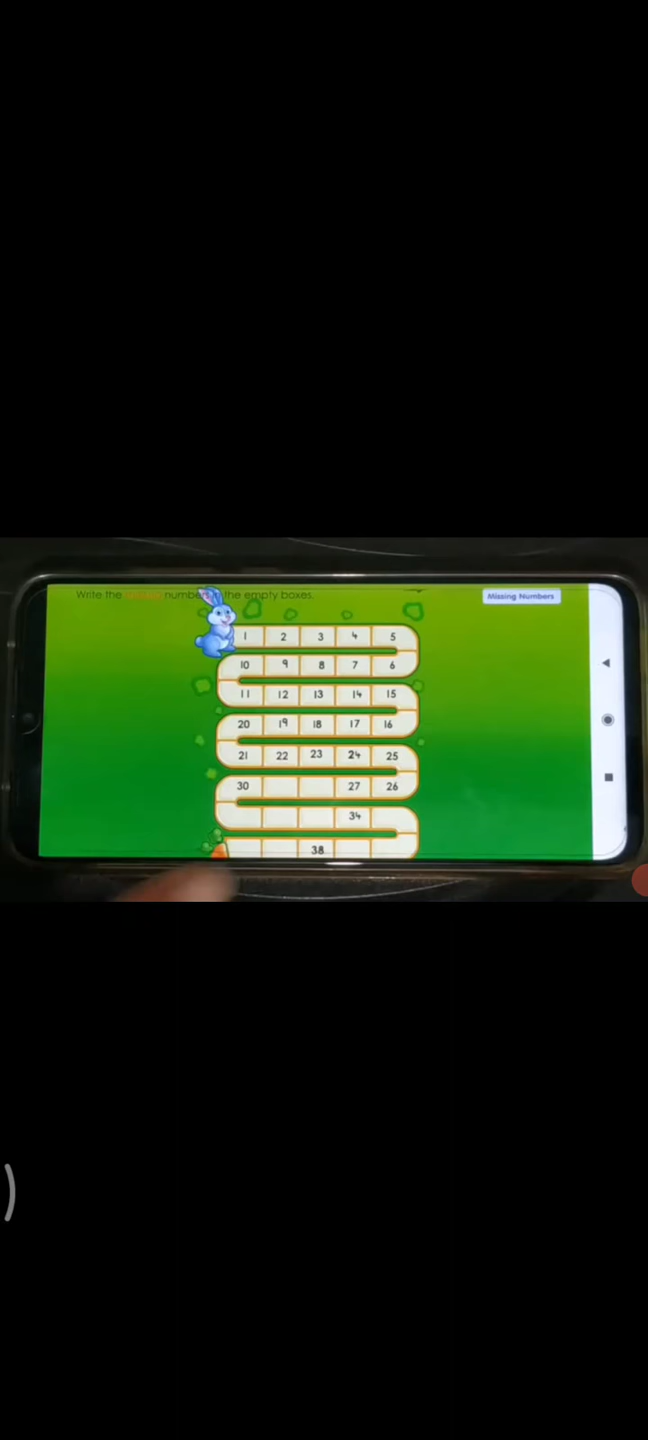 Write the missing numbers in the empty boxes.
Missing Numbers
1 2 3 4 5
10 9 8 7 6
11 12 13 14 15
20 19 18 17 16
21 22 23 24 25
30 27 26
34
38